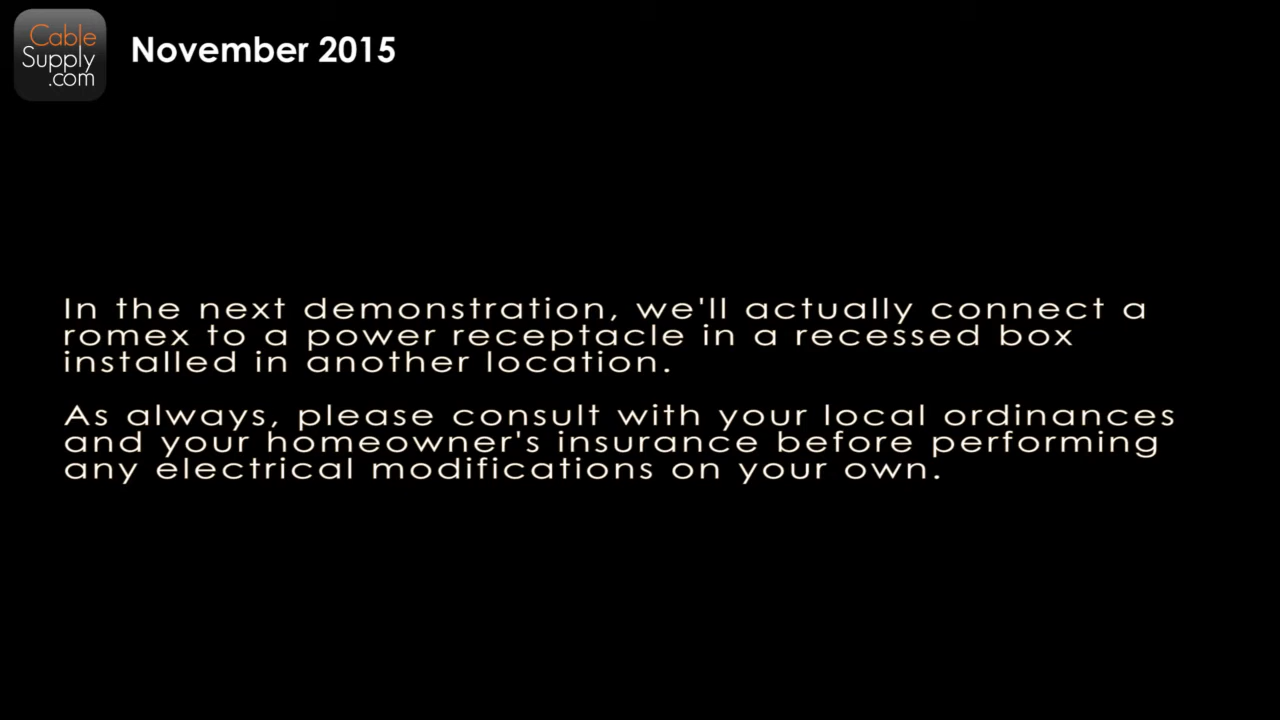 Cable
Supply
.com
November 2015
In the next demonstration, we'll actually connect a
romex to a power receptacle in a recessed box
installed in another location.
As always, please consult with your local ordinances
and your homeowner's insurance before performing
any electrical modifications on your own.